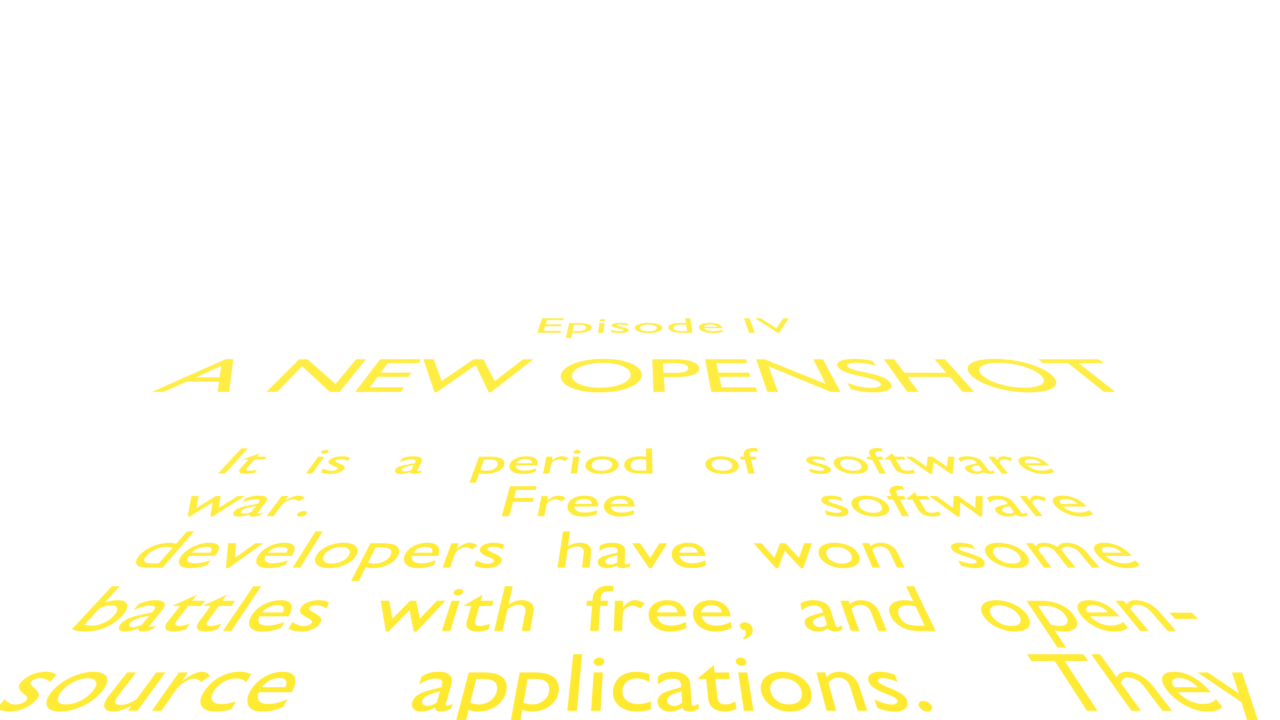 Episode IV
A NEW OPENSHOT
It is a period of software
war. Free software
developers have won some
battles with free, and open-
source applications. They